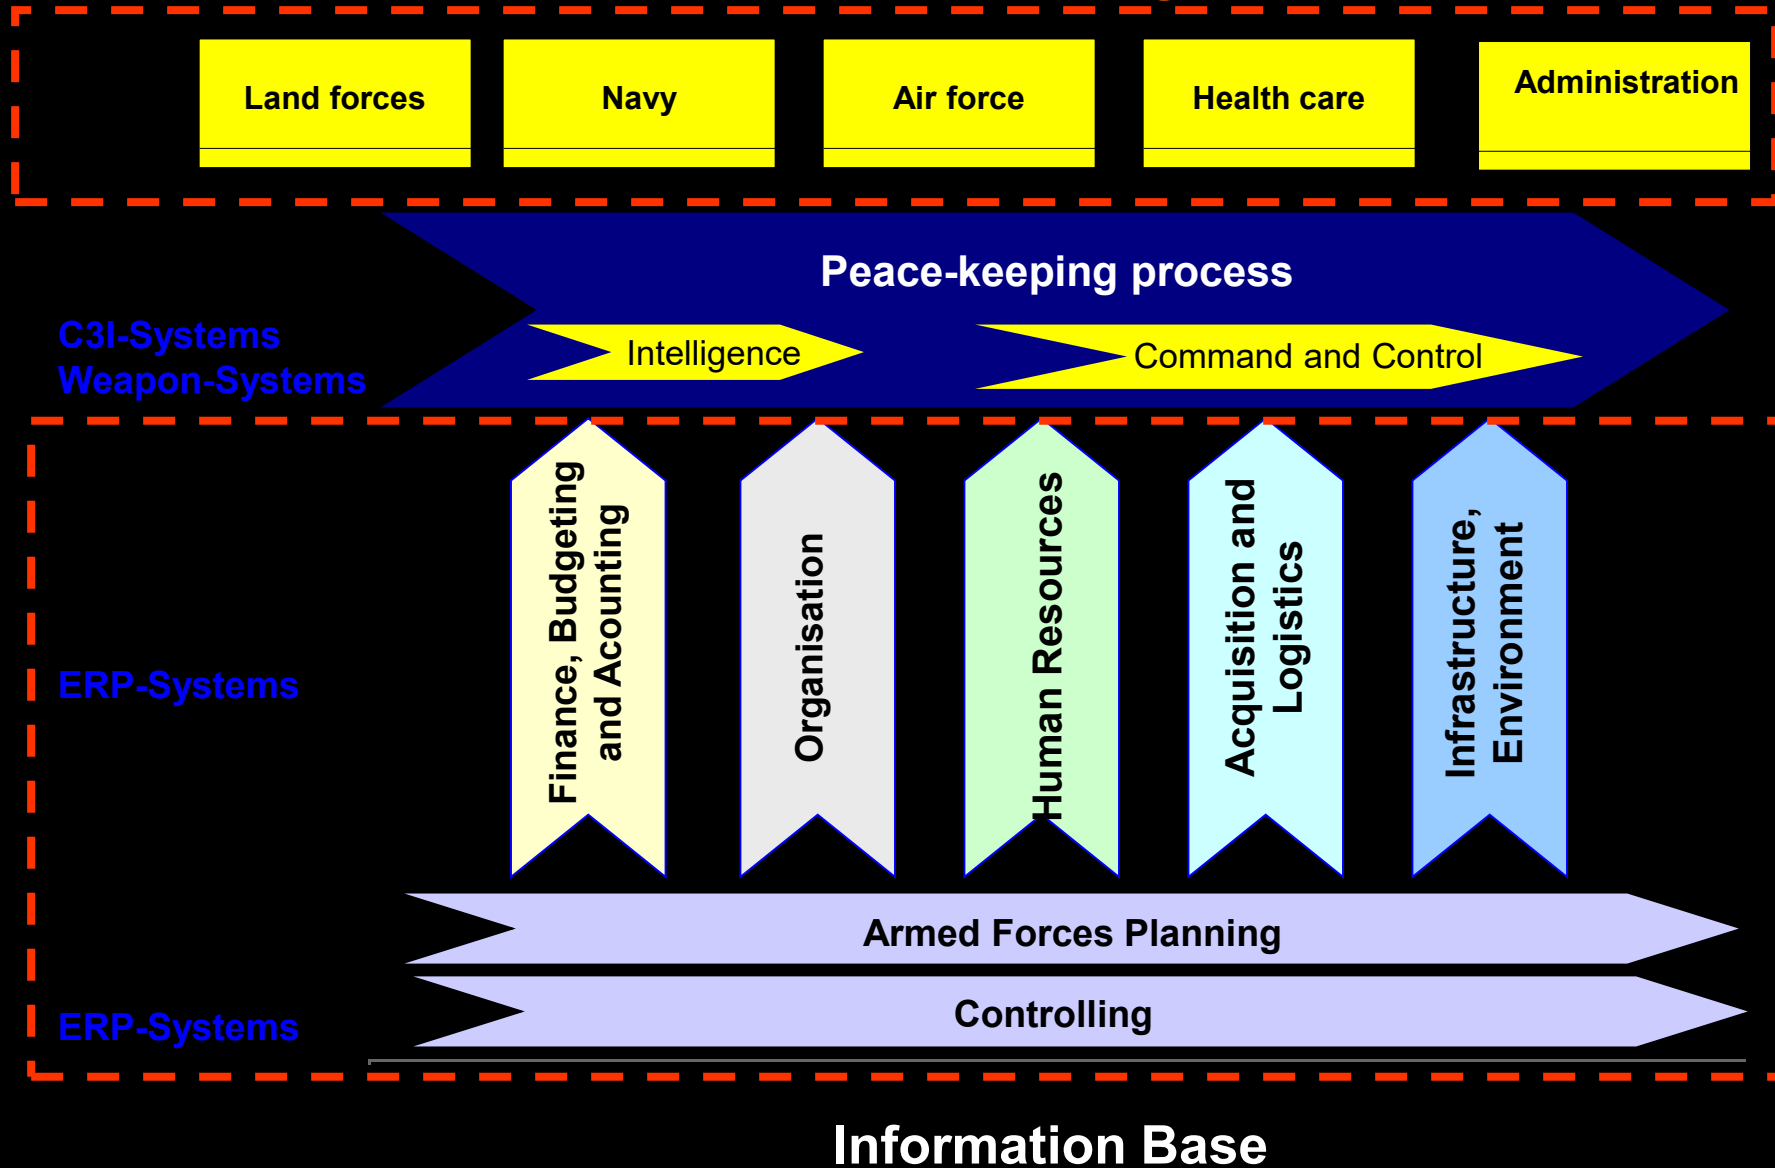 Land forces
Navy
Air force
Health care
Administration
Peace-keeping process
C3I-Systems
Weapon-Systems
Intelligence
Command and Control
ERP-Systems
Finance, Budgeting
and Acounting
Organisation
Human Resources
Acquisition and
Logistics
Infrastructure,
Environment
Armed Forces Planning
Controlling
ERP-Systems
Information Base